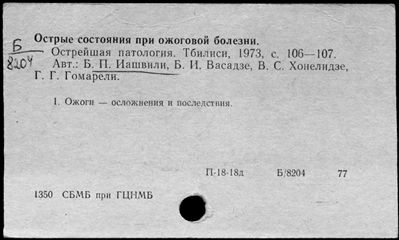 Острые состояния при ожоговой болезни.
Б
8204
Острейшая патология. Тбилиси, 1973, с. 106—107.
Авт.: Б. П. Иашвили, Б. И. Васадзе, В. С. Хонелидзе,
Г. Г. Гомарели.
1. Ожоги — осложнения и последствия.
П-18-18д Б/8204 77
1350 СБМБ при ГЦНМБ